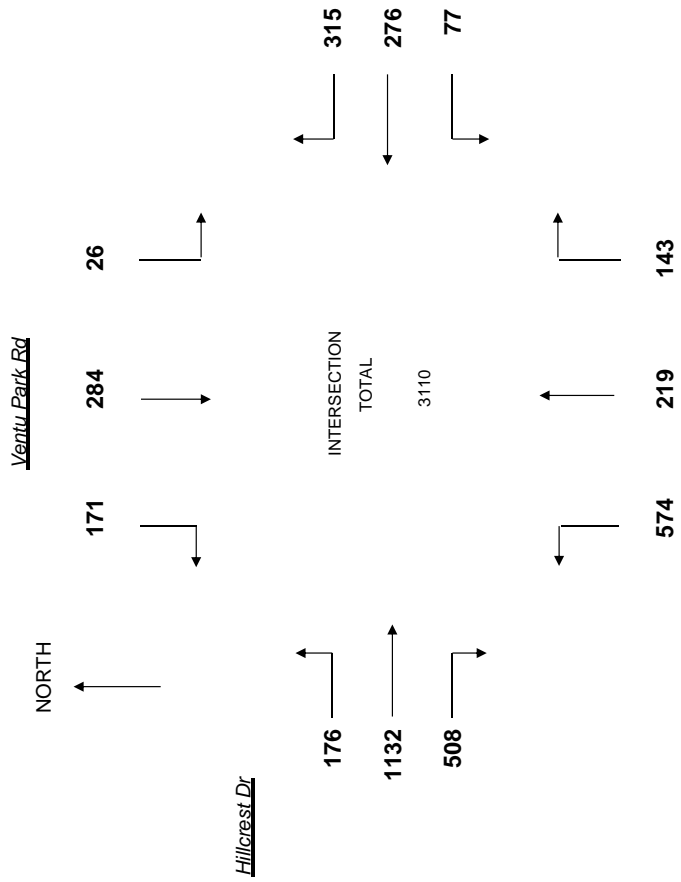 NORTH
Ventu Park Rd
171
284
26
Hillcrest Dr
176
1132
508
INTERSECTION
TOTAL
3110
315
276
77
574
219
143